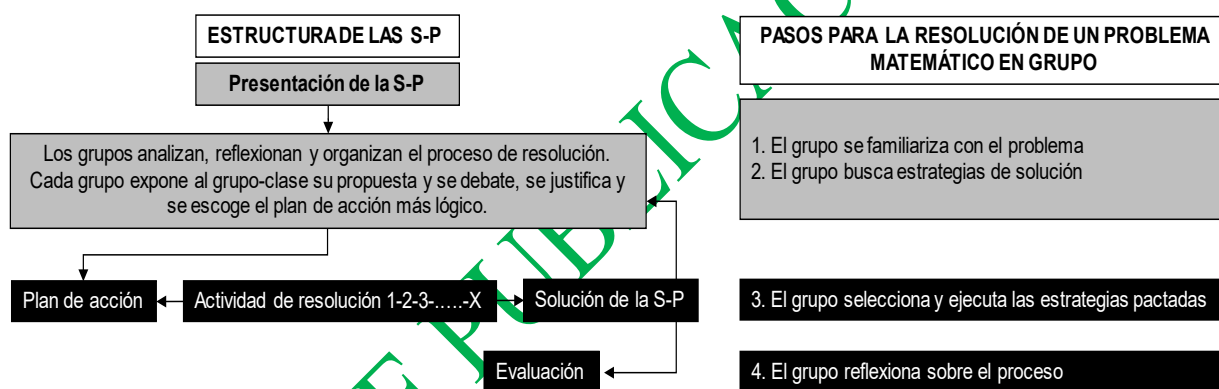 ESTRUCTURA DE LAS S-P
Presentación de la S-P
Los grupos analizan, reflexionan y organizan el proceso de resolución.
Cada grupo expone al grupo-clase su propuesta y se debate, se justifica y
se escoge el plan de acción más lógico.
Plan de acción
Actividad de resolución 1-2-3-…..-X
Solución de la S-P
Evaluación
PASOS PARA LA RESOLUCIÓN DE UN PROBLEMA
MATEMÁTICO EN GRUPO
1. El grupo se familiariza con el problema
2. El grupo busca estrategias de solución
3. El grupo selecciona y ejecuta las estrategias pactadas
4. El grupo reflexiona sobre el proceso
E PUBLICAC